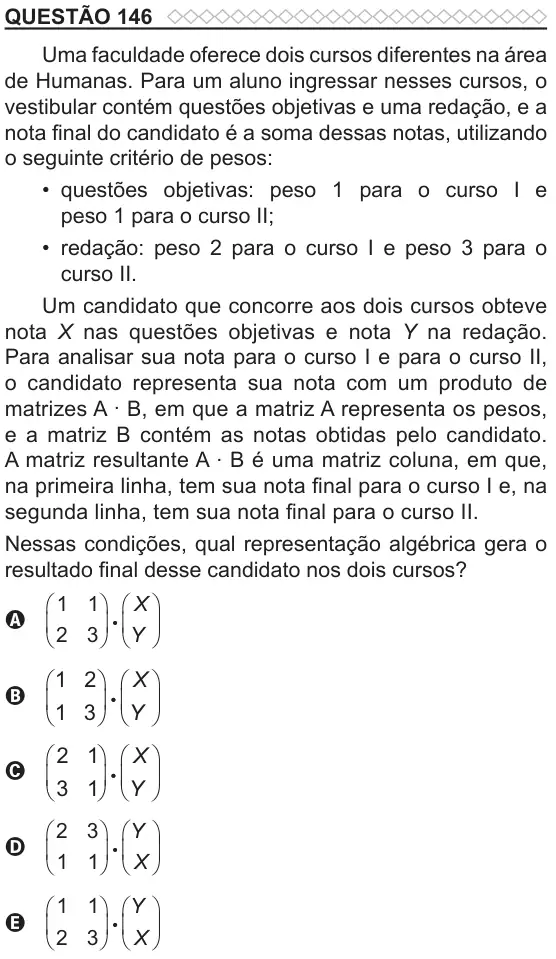 QUESTÃO 146
Uma faculdade oferece dois cursos diferentes na área
de Humanas. Para um aluno ingressar nesses cursos, o
vestibular contém questões objetivas e uma redação, e a
nota final do candidato é a soma dessas notas, utilizando
o seguinte critério de pesos:
• questões objetivas: peso 1 para o curso I e
peso 1 para o curso II;
• redação: peso 2 para o curso I e peso 3 para o
curso II.
Um candidato que concorre aos dois cursos obteve
nota X nas questões objetivas e nota Y na redação.
Para analisar sua nota para o curso I e para o curso II,
o candidato representa sua nota com um produto de
matrizes A · B, em que a matriz A representa os pesos,
e a matriz B contém as notas obtidas pelo candidato.
A matriz resultante A · B é uma matriz coluna, em que,
na primeira linha, tem sua nota final para o curso I e, na
segunda linha, tem sua nota final para o curso II.
Nessas condições, qual representação algébrica gera o
resultado final desse candidato nos dois cursos?
A
(1 1) · (X)
(2 3) (Y)
B
(1 2) · (X)
(1 3) (Y)
C
(2 1) · (X)
(3 1) (Y)
D
(2 3) · (Y)
(1 1) (X)
E
(1 1) · (Y)
(2 3) (X)